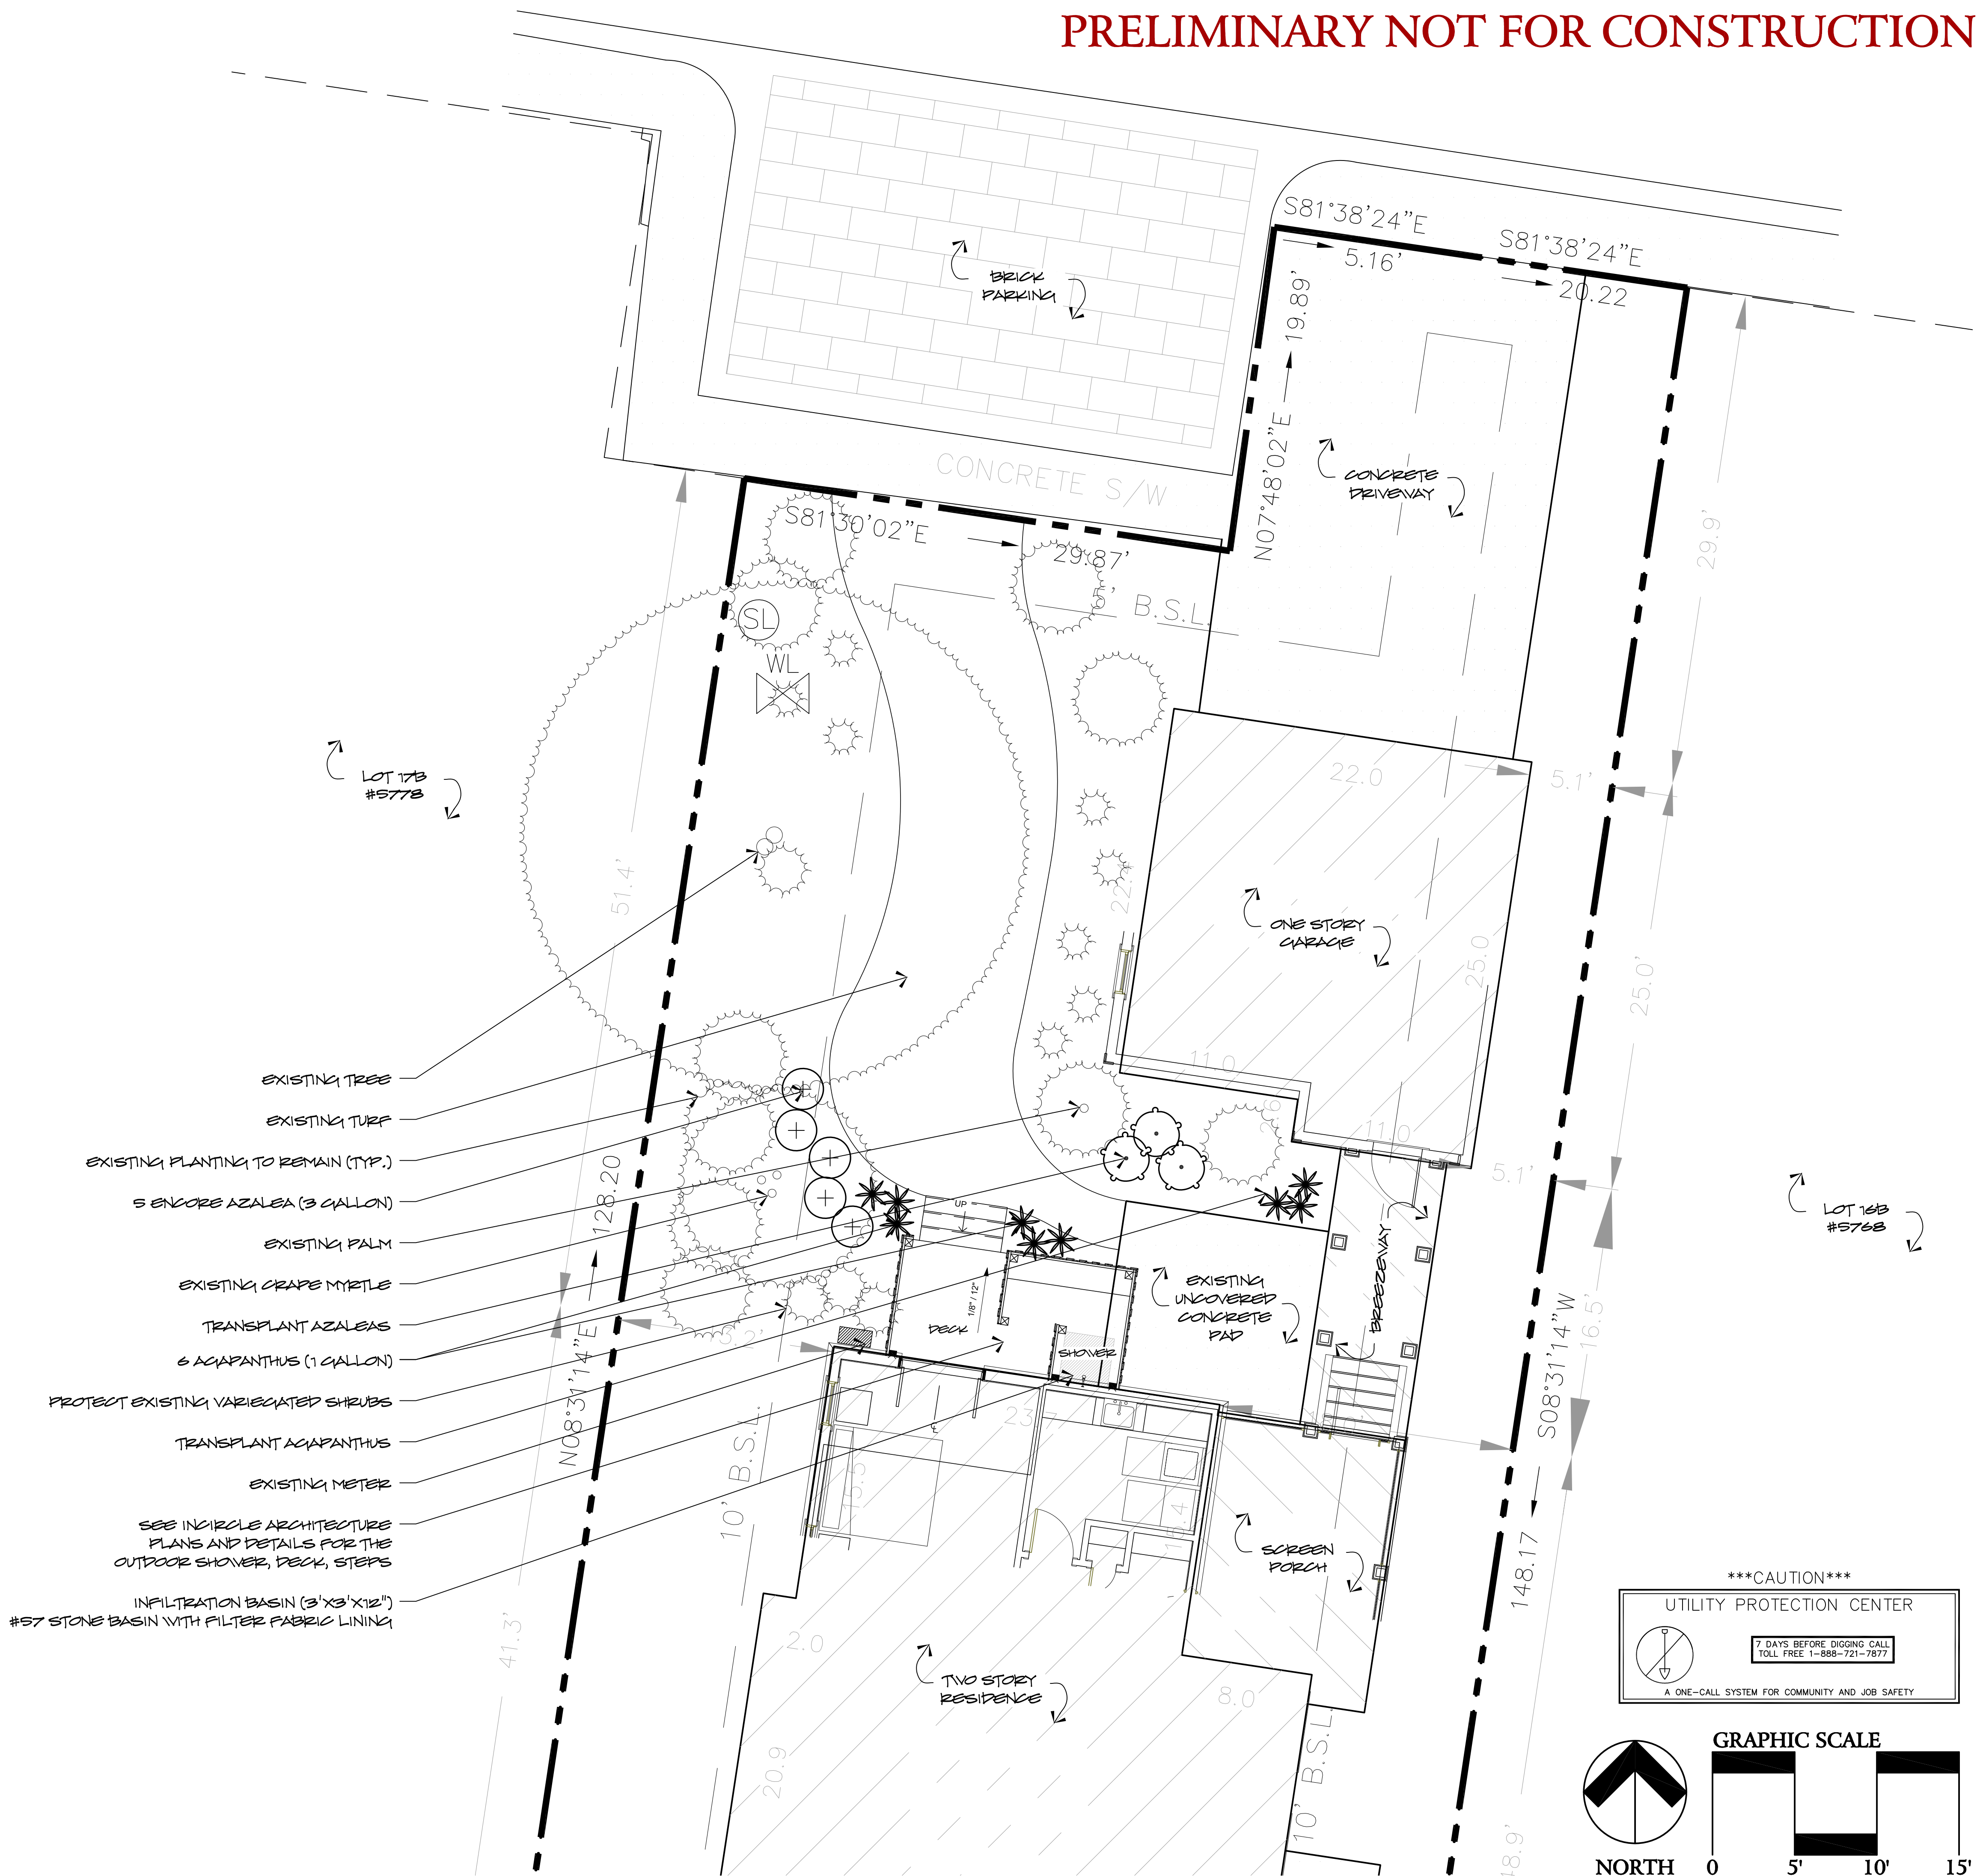 PRELIMINARY NOT FOR CONSTRUCTION
S81°38'24"E
S81°38'24"E
5.16'
20.22
BRICK
PARKING
N07°48'02"E
19.89'
CONCRETE S/W
CONCRETE
DRIVEWAY
S81°30'02"E
29.87'
29.9'
5' B.S.L.
SL
WL
LOT 17B
#5778
22.0
5.1'
51.4'
22.4
ONE STORY
GARAGE
25.0
25.0'
11.0
11.0
2.6
5.1'
EXISTING TREE
EXISTING TURF
EXISTING PLANTING TO REMAIN (TYP.)
5 ENCORE AZALEA (3 GALLON)
EXISTING PALM
EXISTING CRAPE MYRTLE
TRANSPLANT AZALEAS
6 AGAPANTHUS (1 GALLON)
PROTECT EXISTING VARIEGATED SHRUBS
TRANSPLANT AGAPANTHUS
EXISTING METER
SEE INCIRCLE ARCHITECTURE
PLANS AND DETAILS FOR THE
OUTDOOR SHOWER, DECK, STEPS
INFILTRATION BASIN (3'X3'X12")
#57 STONE BASIN WITH FILTER FABRIC LINING
LOT 16B
#5768
N08°31'14"E
128.20
UP
1/8" / 12"
DECK
SHOWER
EXISTING
UNCOVERED
CONCRETE
PAD
BREEZEWAY
S08°31'14"W
148.17
16.5'
10' B.S.L.
15.4
SCREEN
PORCH
41.3'
2.0
TWO STORY
RESIDENCE
8.0
20.9
10' B.S.L.
***CAUTION***
UTILITY PROTECTION CENTER
7 DAYS BEFORE DIGGING CALL
TOLL FREE 1-888-721-7877
A ONE-CALL SYSTEM FOR COMMUNITY AND JOB SAFETY
GRAPHIC SCALE
NORTH
0 5' 10' 15'